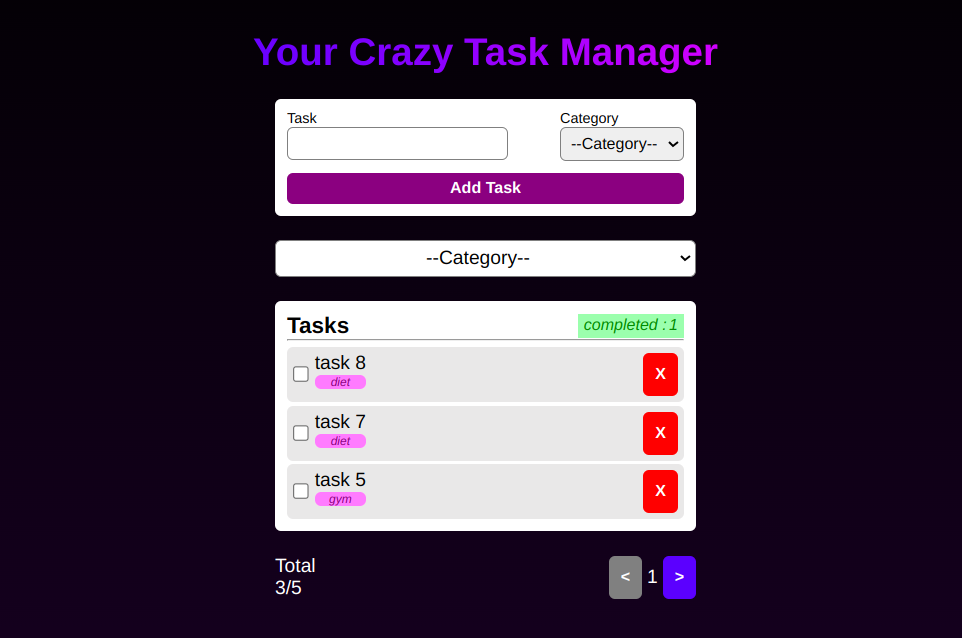 Your Crazy Task Manager
Task
Category
--Category--
Add Task
--Category--
Tasks
completed : 1
task 8
diet
X
task 7
diet
X
task 5
gym
X
Total
3/5
< 1 >